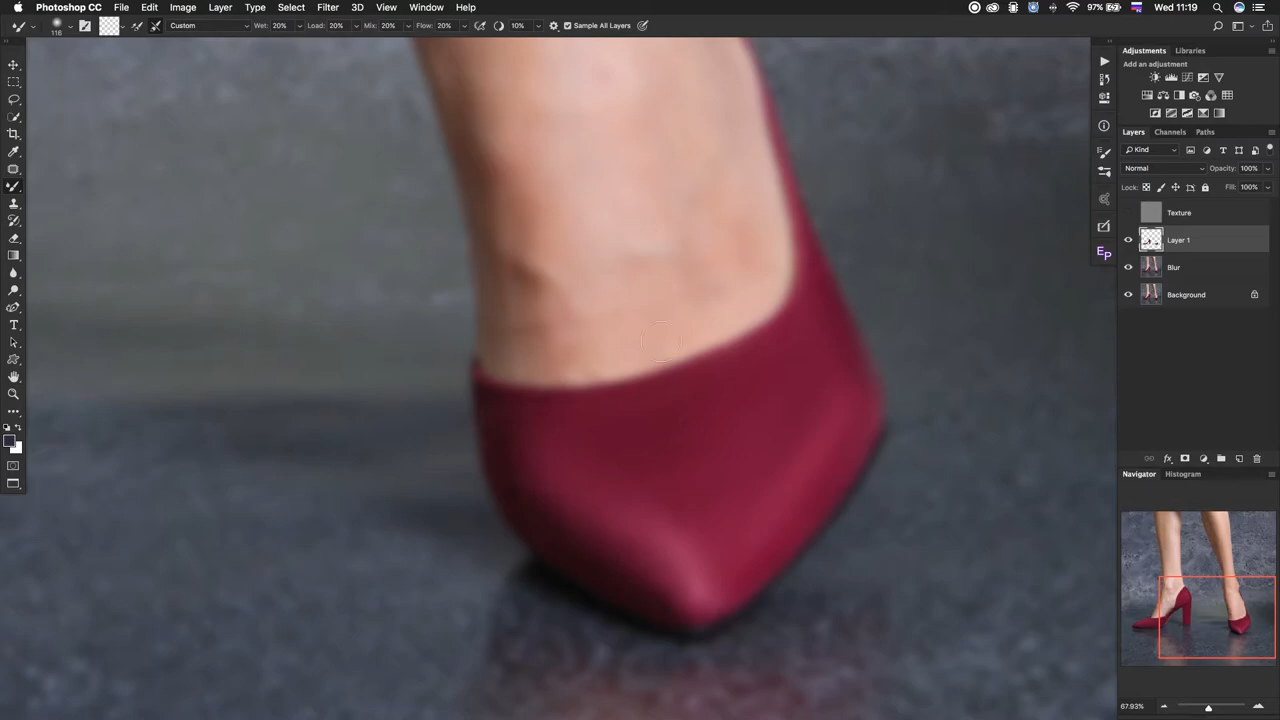 Photoshop CC File Edit Image Layer Type Select Filter 3D View Window Help 97% Wed 11:19
116 Custom Wet: 20% Load: 20% Mix: 20% Flow: 20% 10% Sample All Layers
Adjustments Libraries
Add an adjustment
Layers Channels Paths
Kind
Normal Opacity: 100%
Lock: Fill: 100%
Texture
Layer 1
Blur
Background
EP
Navigator Histogram
67.93%